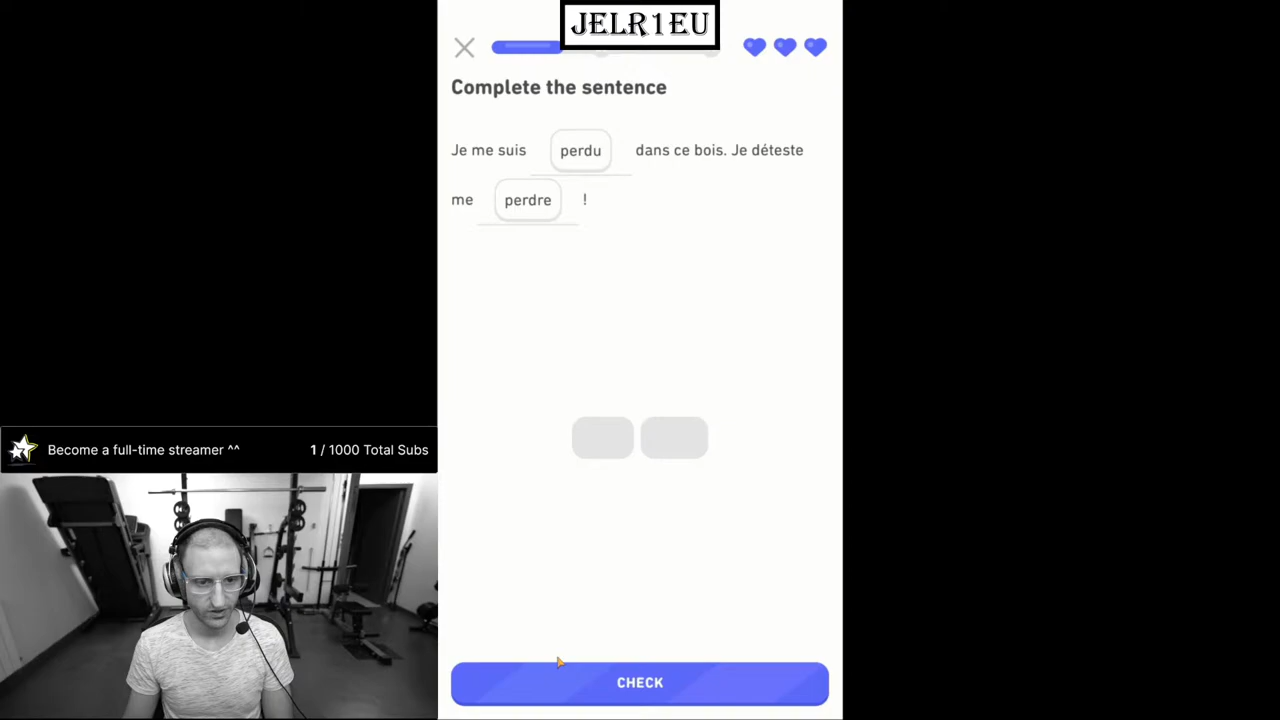 JELR1EU
Complete the sentence
Je me suis perdu dans ce bois. Je déteste
me perdre !
Become a full-time streamer ^^ 1 / 1000 Total Subs
CHECK